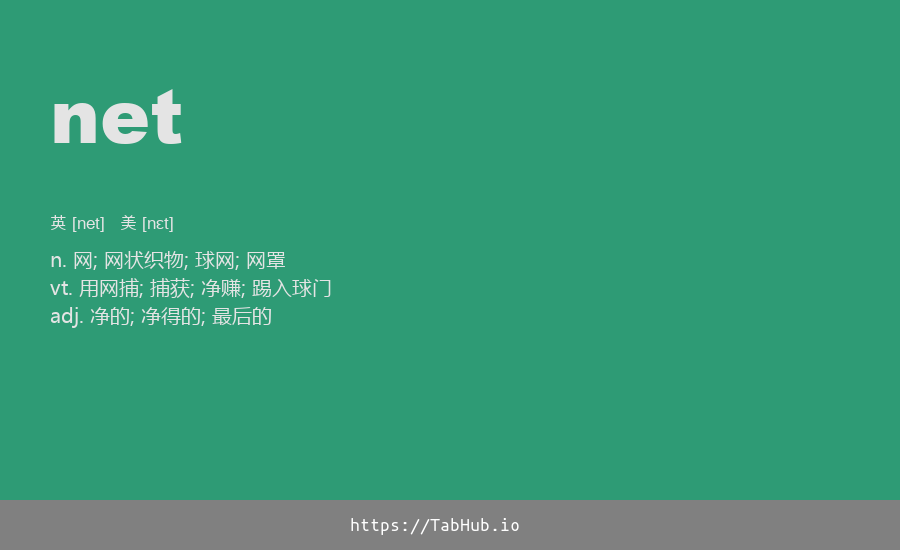 net
英 [net] 美 [nɛt]
n. 网; 网状织物; 球网; 网罩
vt. 用网捕; 捕获; 净赚; 踢入球门
adj. 净的; 净得的; 最后的
https://TabHub.io